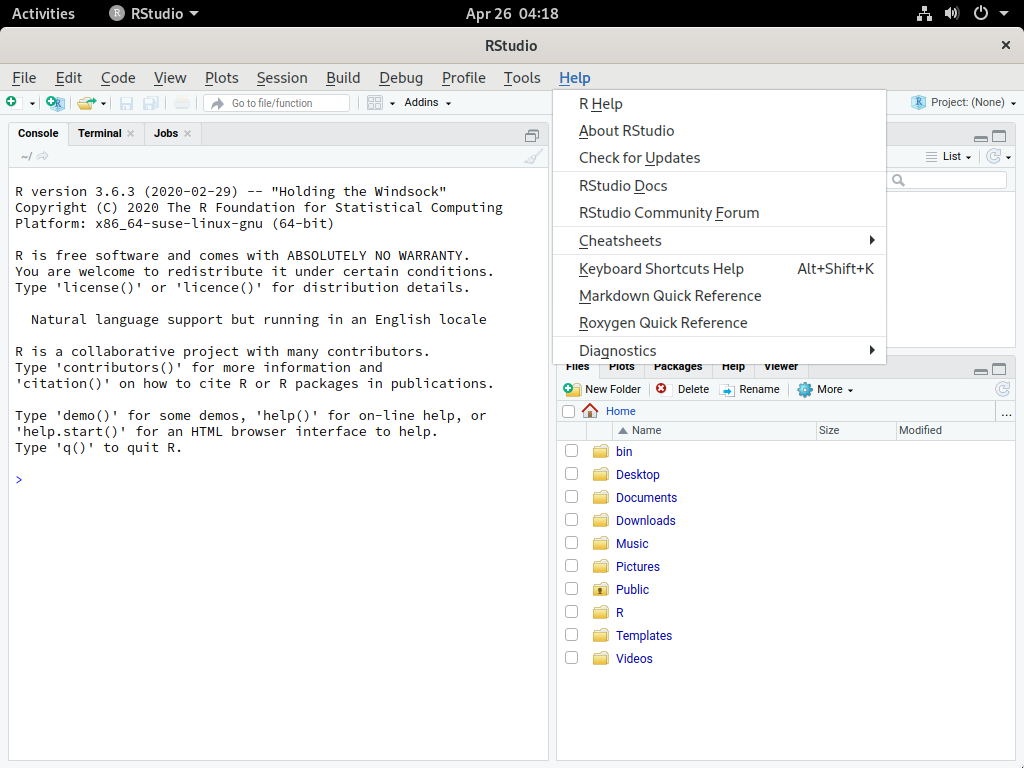 Activities RStudio Apr 26 04:18
RStudio
File Edit Code View Plots Session Build Debug Profile Tools Help
Go to file/function Addins Project: (None)
R Help
About RStudio
Check for Updates
RStudio Docs
RStudio Community Forum
Cheatsheets
Keyboard Shortcuts Help Alt+Shift+K
Markdown Quick Reference
Roxygen Quick Reference
Diagnostics
Console Terminal Jobs
~/
List
R version 3.6.3 (2020-02-29) -- "Holding the Windsock"
Copyright (C) 2020 The R Foundation for Statistical Computing
Platform: x86_64-suse-linux-gnu (64-bit)
R is free software and comes with ABSOLUTELY NO WARRANTY.
You are welcome to redistribute it under certain conditions.
Type 'license()' or 'licence()' for distribution details.
Natural language support but running in an English locale
R is a collaborative project with many contributors.
Type 'contributors()' for more information and
'citation()' on how to cite R or R packages in publications.
Type 'demo()' for some demos, 'help()' for on-line help, or
'help.start()' for an HTML browser interface to help.
Type 'q()' to quit R.
>
Files Plots Packages Help Viewer
New Folder Delete Rename More
Home ...
Name Size Modified
bin
Desktop
Documents
Downloads
Music
Pictures
Public
R
Templates
Videos